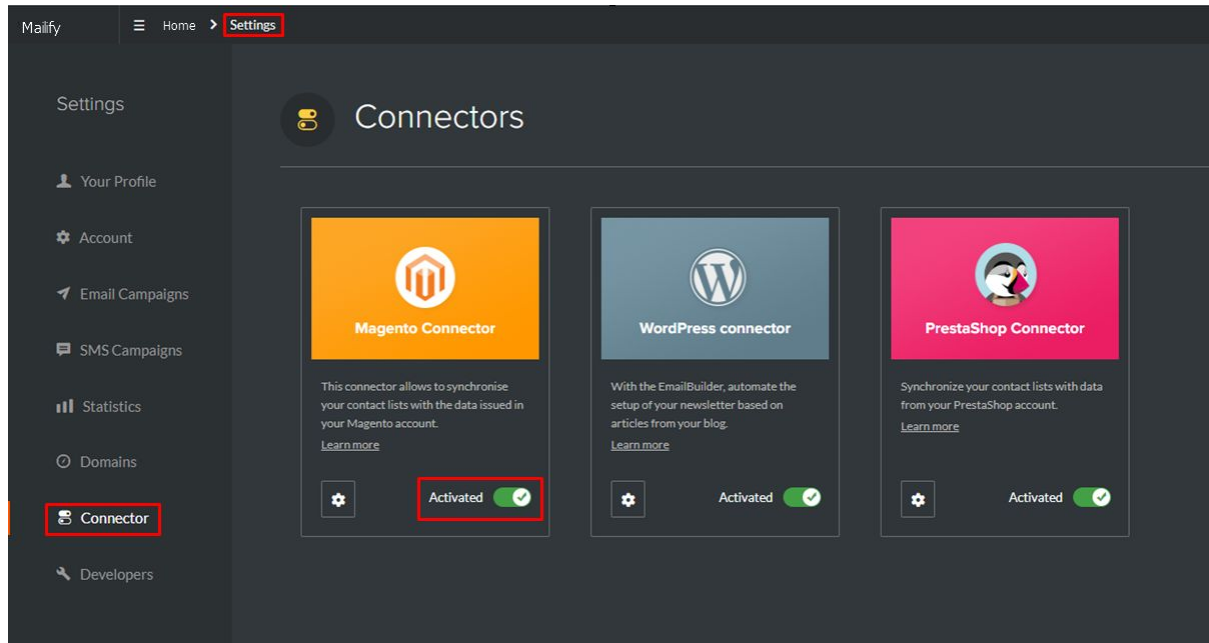 Mailify
Home
Settings
Settings
Your Profile
Account
Email Campaigns
SMS Campaigns
Statistics
Domains
Connector
Developers
Connectors
Magento Connector
This connector allows to synchronise
your contact lists with the data issued in
your Magento account.
Learn more
Activated
WordPress connector
With the EmailBuilder, automate the
setup of your newsletter based on
articles from your blog.
Learn more
Activated
PrestaShop Connector
Synchronize your contact lists with data
from your PrestaShop account.
Learn more
Activated